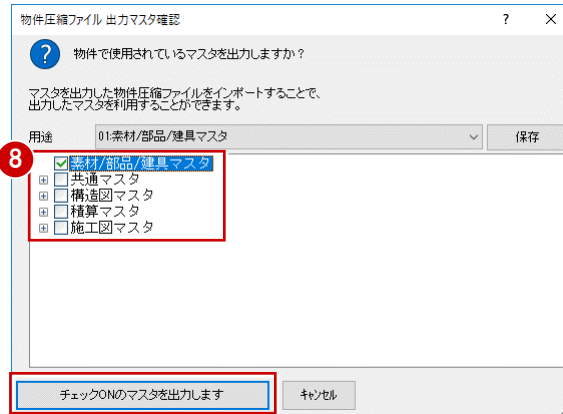 物件圧縮ファイル 出力マスタ確認
物件で使用されているマスタを出力しますか？
マスタを出力した物件圧縮ファイルをインポートすることで、
出力したマスタを利用することができます。
用途 01:素材/部品/建具マスタ 保存
8
素材/部品/建具マスタ
共通マスタ
構造図マスタ
積算マスタ
施工図マスタ
チェックONのマスタを出力します キャンセル